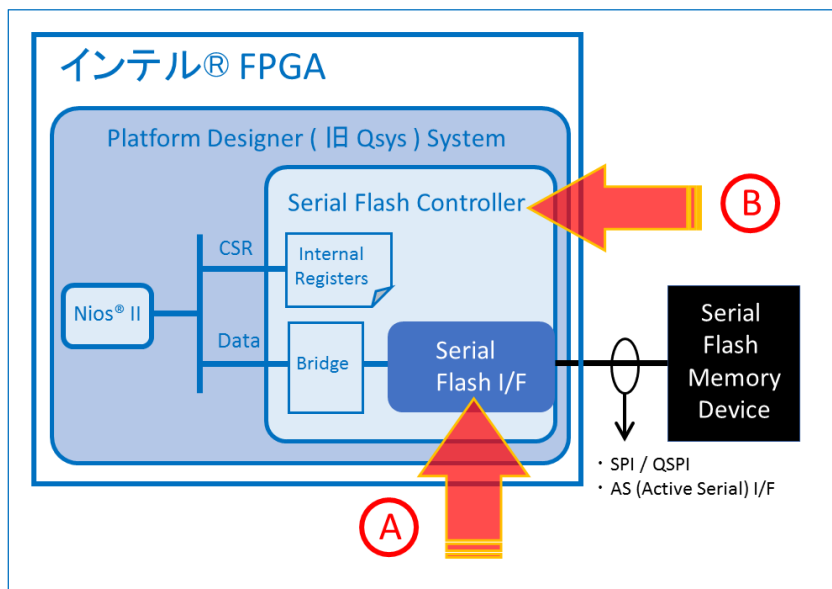 インテル® FPGA
Platform Designer ( 旧 Qsys ) System
Serial Flash Controller
B
CSR
Internal
Registers
Nios® II
Data
Bridge
Serial
Flash I/F
Serial
Flash
Memory
Device
・SPI / QSPI
・AS (Active Serial) I/F
A